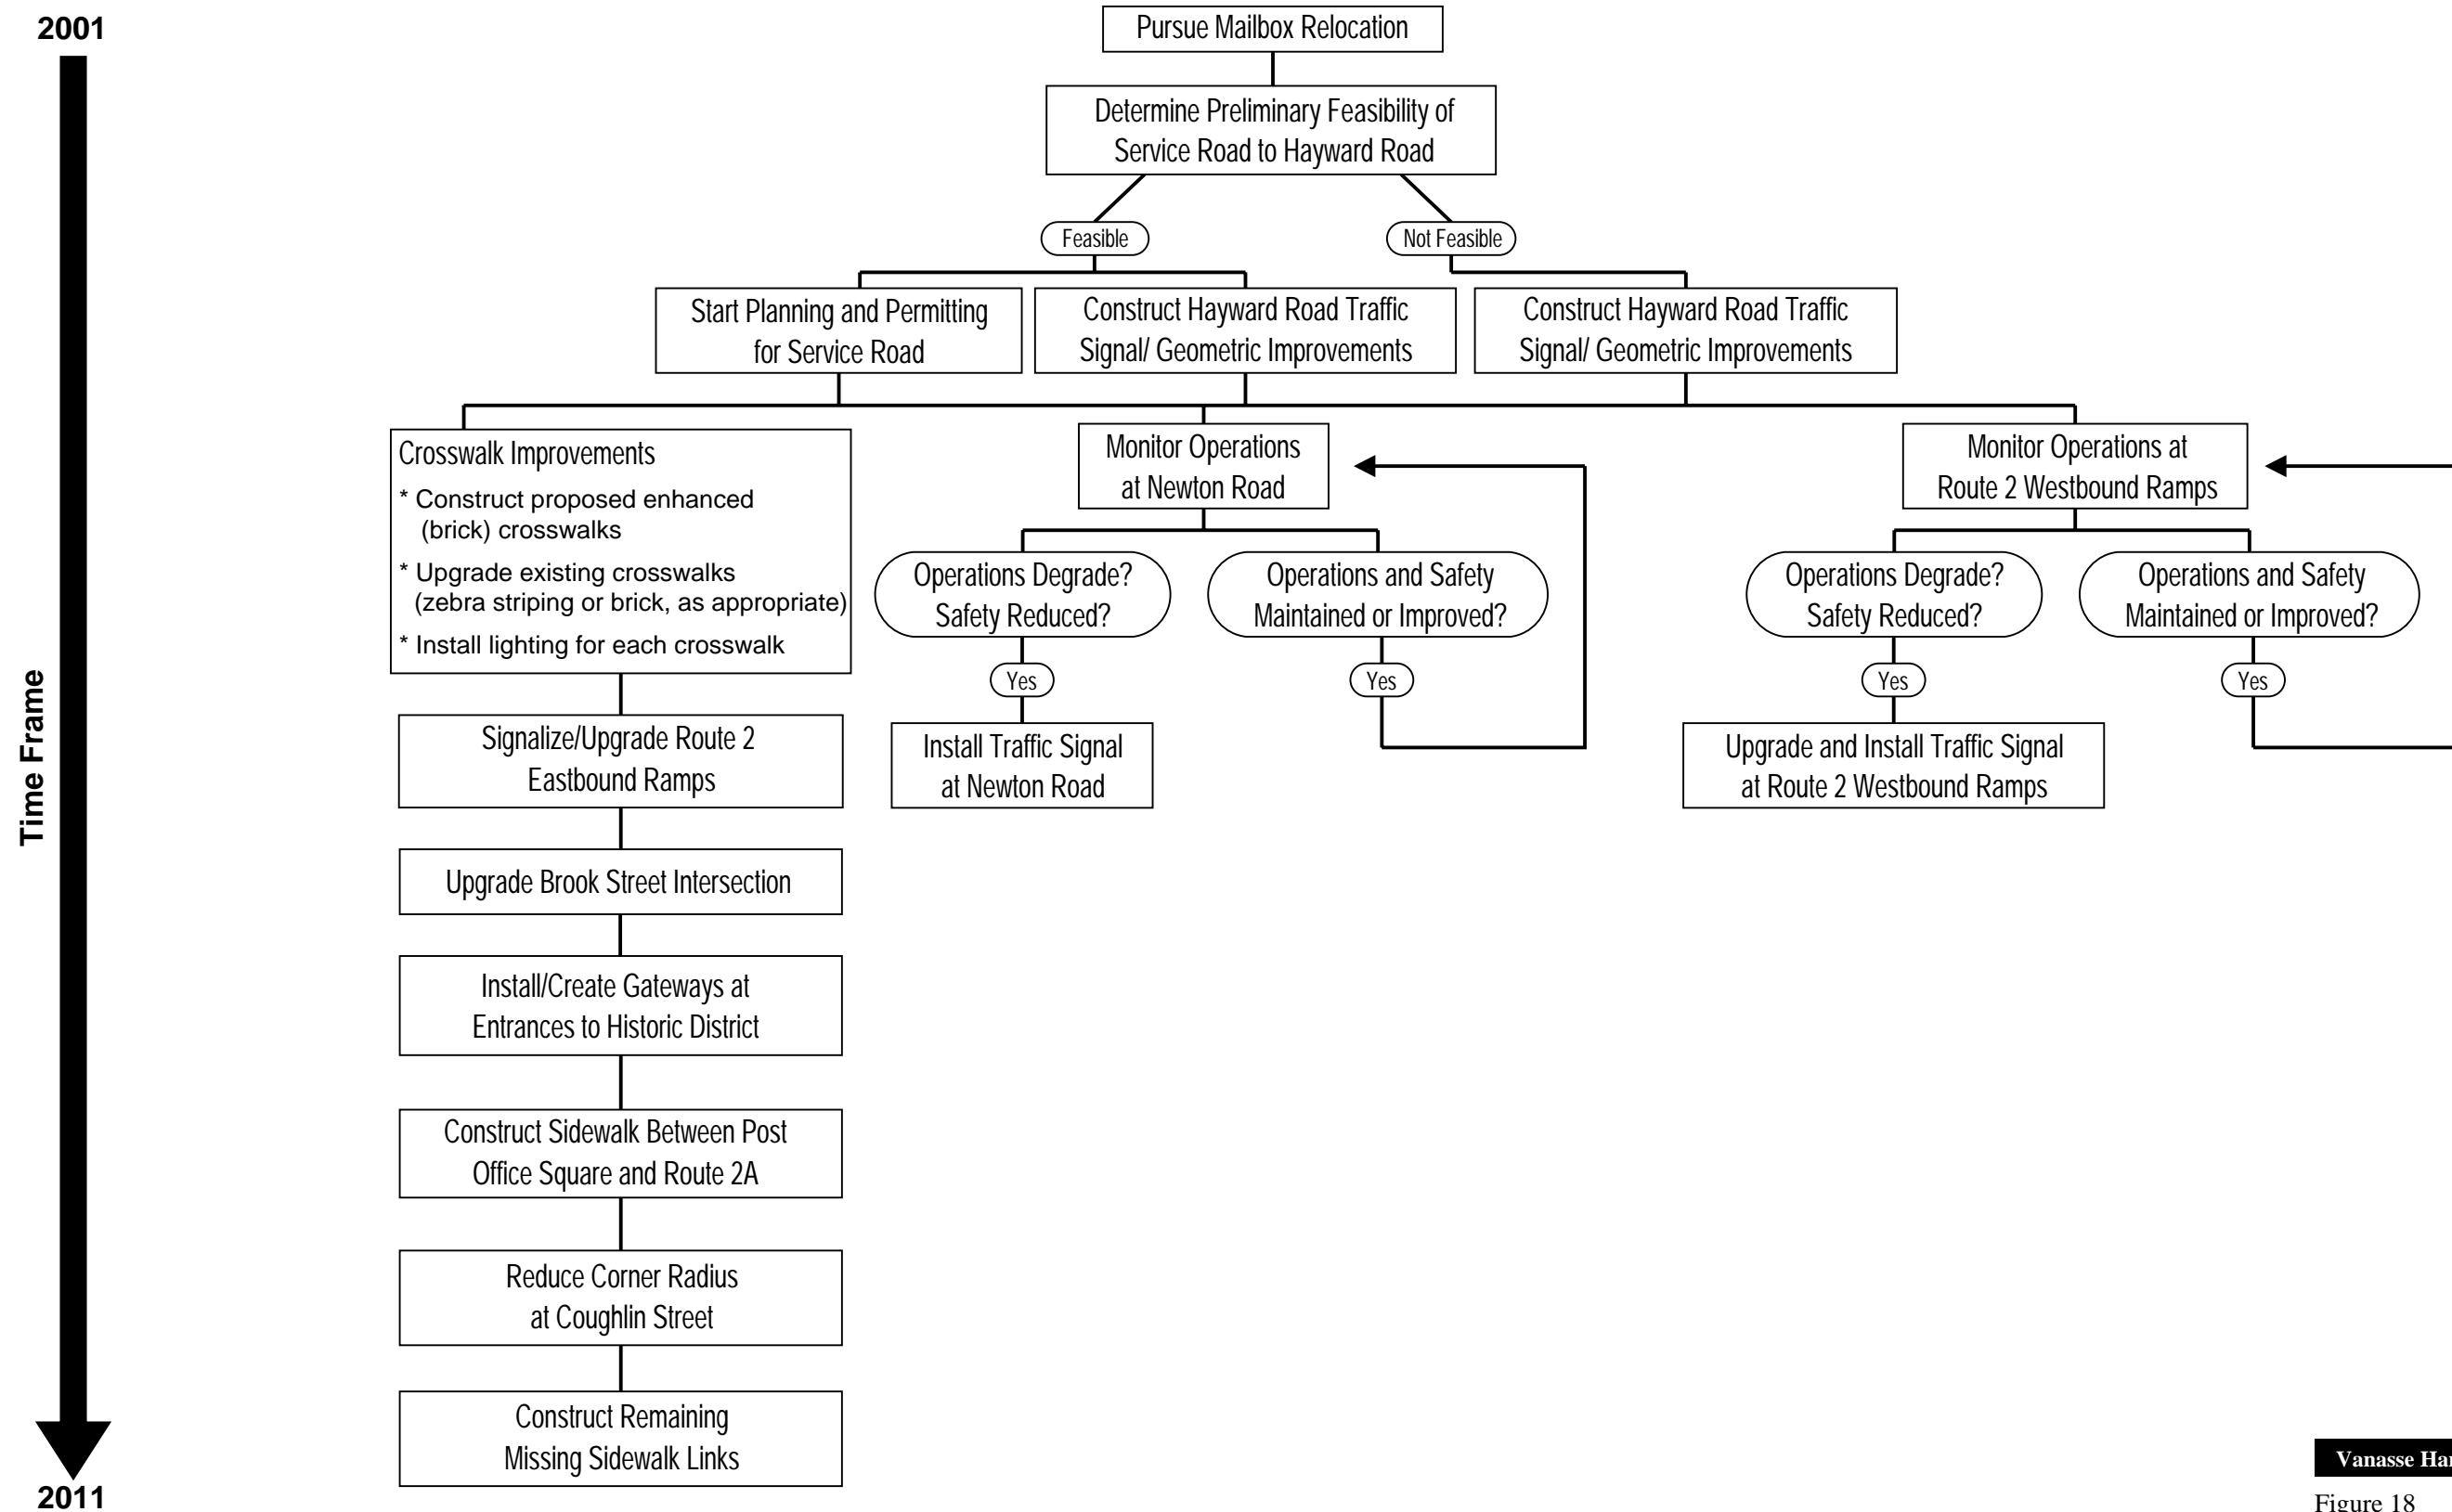 2001
Pursue Mailbox Relocation
Determine Preliminary Feasibility of
Service Road to Hayward Road
Feasible
Not Feasible
Start Planning and Permitting
for Service Road
Construct Hayward Road Traffic
Signal/ Geometric Improvements
Construct Hayward Road Traffic
Signal/ Geometric Improvements
Crosswalk Improvements
* Construct proposed enhanced
(brick) crosswalks
* Upgrade existing crosswalks
(zebra striping or brick, as appropriate)
* Install lighting for each crosswalk
Monitor Operations
at Newton Road
Monitor Operations at
Route 2 Westbound Ramps
Operations Degrade?
Safety Reduced?
Operations and Safety
Maintained or Improved?
Operations Degrade?
Safety Reduced?
Operations and Safety
Maintained or Improved?
Yes
Yes
Yes
Yes
Install Traffic Signal
at Newton Road
Upgrade and Install Traffic Signal
at Route 2 Westbound Ramps
Signalize/Upgrade Route 2
Eastbound Ramps
Upgrade Brook Street Intersection
Install/Create Gateways at
Entrances to Historic District
Construct Sidewalk Between Post
Office Square and Route 2A
Reduce Corner Radius
at Coughlin Street
Construct Remaining
Missing Sidewalk Links
Time Frame
2011
Vanasse
Figure 18